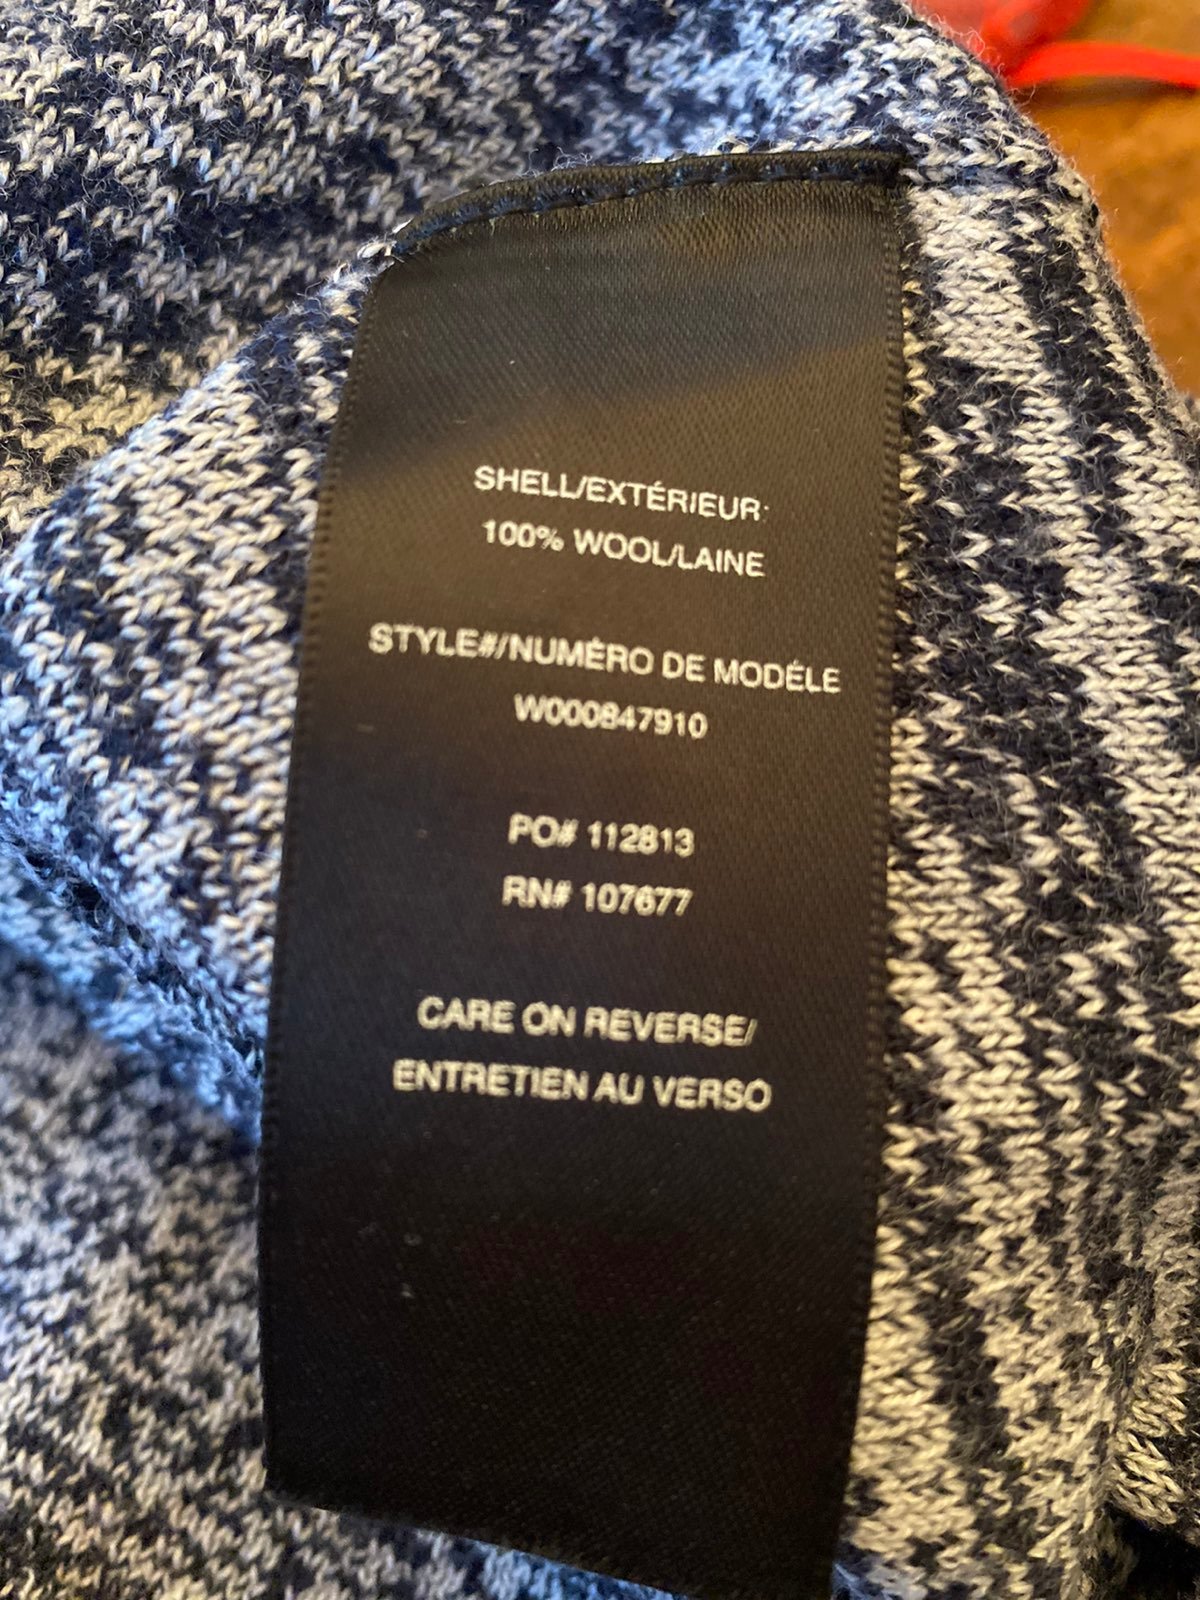 SHELL/EXTÉRIEUR:
100% WOOL/LAINE
STYLE#/NUMÉRO DE MODÉLE
W000847910
PO# 112813
RN# 107677
CARE ON REVERSE/
ENTRETIEN AU VERSO